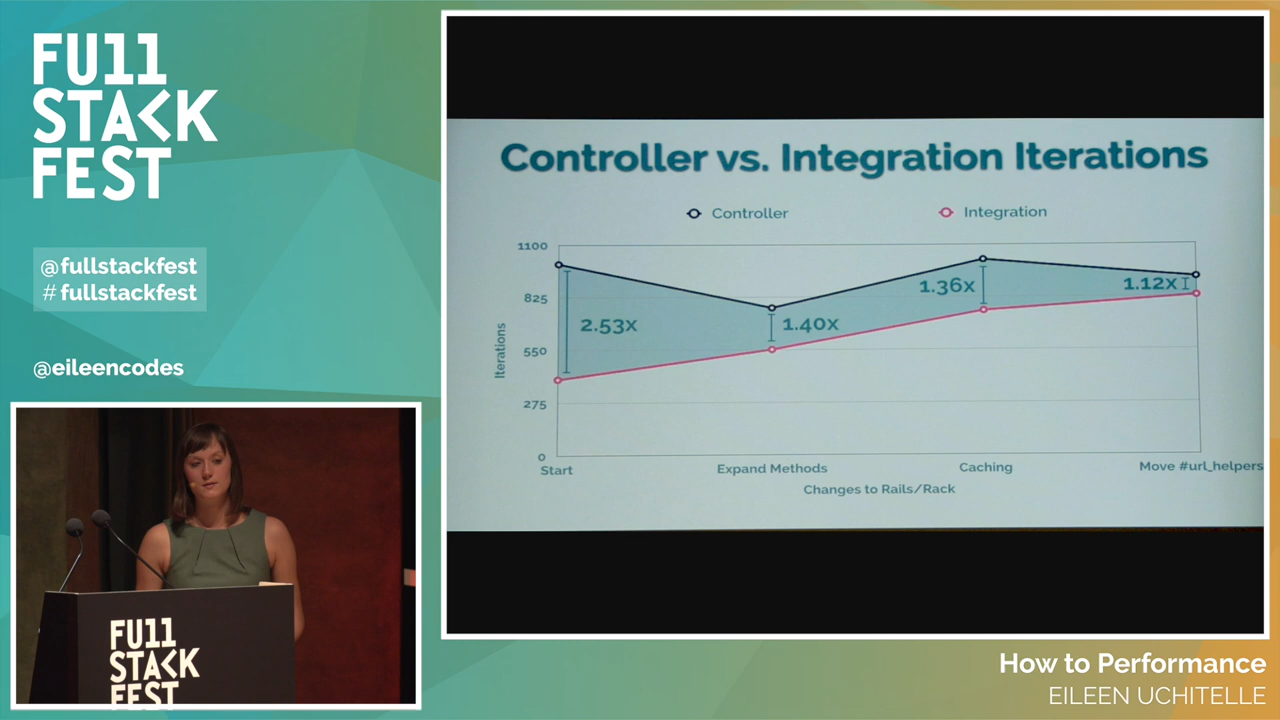 FULL
STACK
FEST
@fullstackfest
# fullstackfest
@eileencodes
FULL
STACK
FEST
Controller vs. Integration Iterations
Controller
Integration
1100
825
550
275
0
Iterations
2.53x
1.40x
1.36x
1.12x
Start
Expand Methods
Caching
Move #url_helpers
Changes to Rails/Rack
How to Performance
EILEEN UCHITELLE